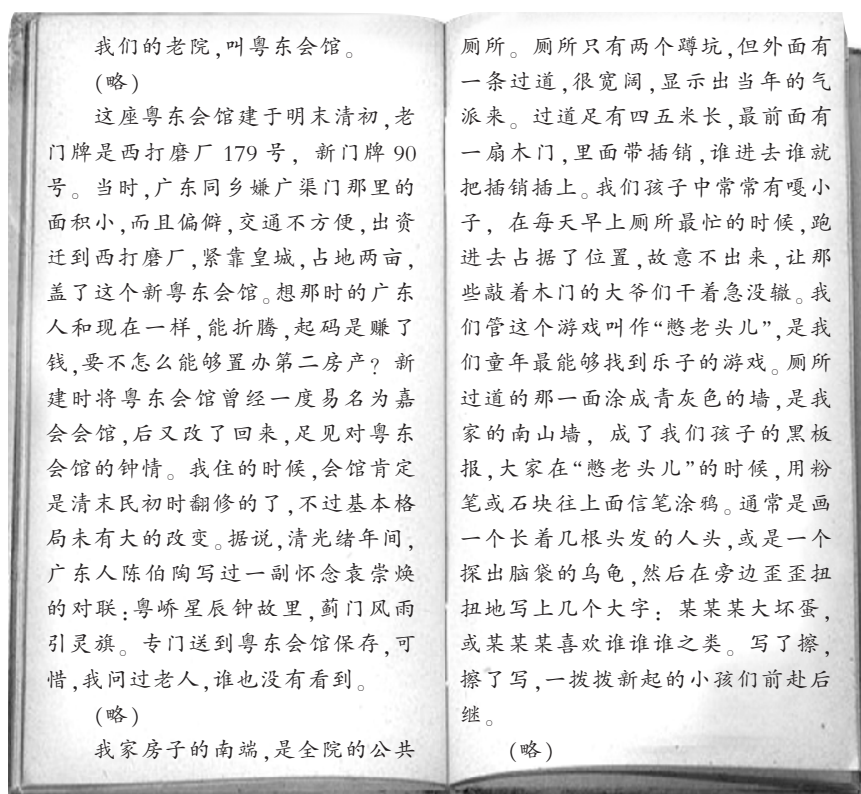 我们的老院,叫粤东会馆。
(略)
这座粤东会馆建于明末清初,老
门牌是西打磨厂 179 号, 新门牌 90
号。当时,广东同乡嫌广渠门那里的
面积小,而且偏僻,交通不方便,出资
迁到西打磨厂,紧靠皇城,占地两亩,
盖了这个新粤东会馆。想那时的广东
人和现在一样,能折腾,起码是赚了
钱,要不怎么能够置办第二房产? 新
建时将粤东会馆曾经一度易名为嘉
会会馆,后又改了回来,足见对粤东
会馆的钟情。我住的时候,会馆肯定
是清末民初时翻修的了,不过基本格
局未有大的改变。据说,清光绪年间,
广东人陈伯陶写过一副怀念袁崇焕
的对联:粤峤星辰钟故里,蓟门风雨
引灵旗。专门送到粤东会馆保存,可
惜,我问过老人,谁也没有看到。
(略)
我家房子的南端,是全院的公共
厕所。厕所只有两个蹲坑,但外面有
一条过道,很宽阔,显示出当年的气
派来。过道足有四五米长,最前面有
一扇木门,里面带插销,谁进去谁就
把插销插上。我们孩子中常常有嘎小
子, 在每天早上厕所最忙的时候,跑
进去占据了位置,故意不出来,让那
些敲着木门的大爷们干着急没辙。我
们管这个游戏叫作“憋老头儿”,是我
们童年最能够找到乐子的游戏。厕所
过道的那一面涂成青灰色的墙,是我
家的南山墙, 成了我们孩子的黑板
报,大家在“憋老头儿”的时候,用粉
笔或石块往上面信笔涂鸦。通常是画
一个长着几根头发的人头,或是一个
探出脑袋的乌龟,然后在旁边歪歪扭
扭地写上几个大字: 某某某大坏蛋,
或某某某喜欢谁谁谁之类。写了擦,
擦了写,一拨拨新起的小孩们前赴后
继。
(略)